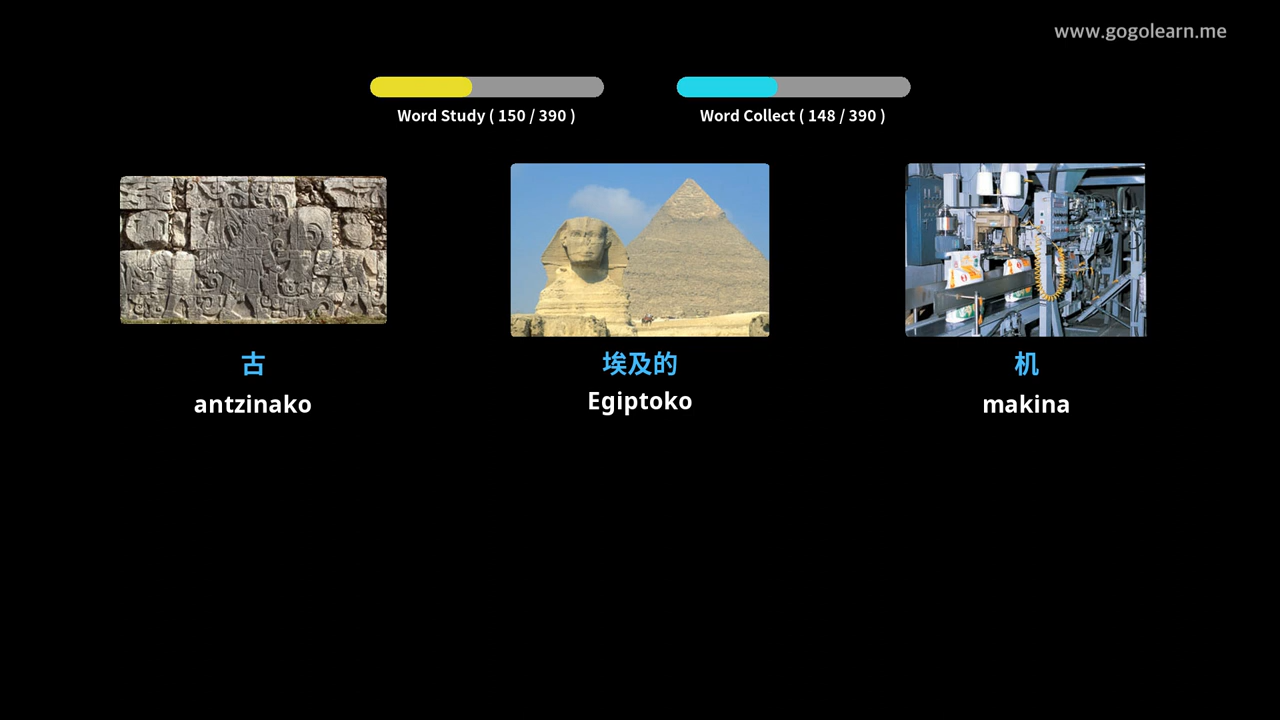 www.gogolearn.me
Word Study ( 150 / 390 )
Word Collect ( 148 / 390 )
古
埃及的
机
antzinako
Egiptoko
makina